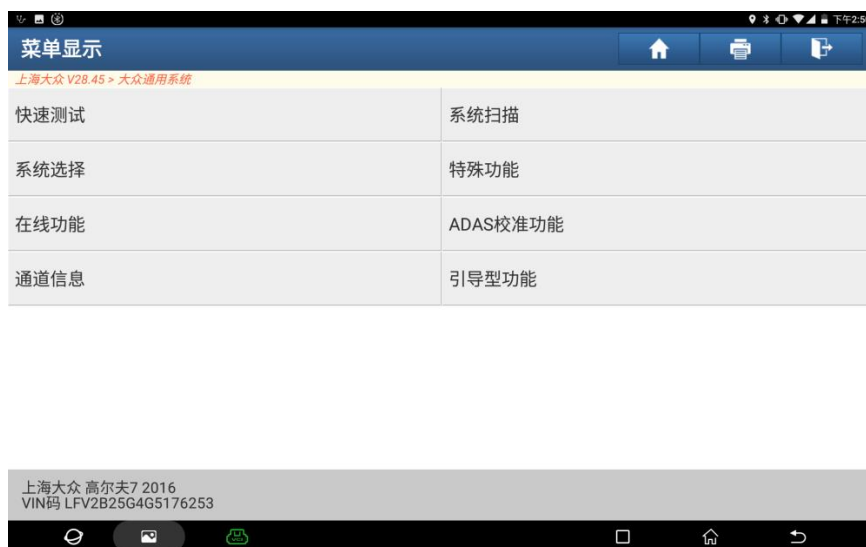 下午2:5
菜单显示
上海大众 V28.45 > 大众通用系统
快速测试
系统扫描
系统选择
特殊功能
在线功能
ADAS校准功能
通道信息
引导型功能
上海大众 高尔夫7 2016
VIN码 LFV2B25G4G5176253